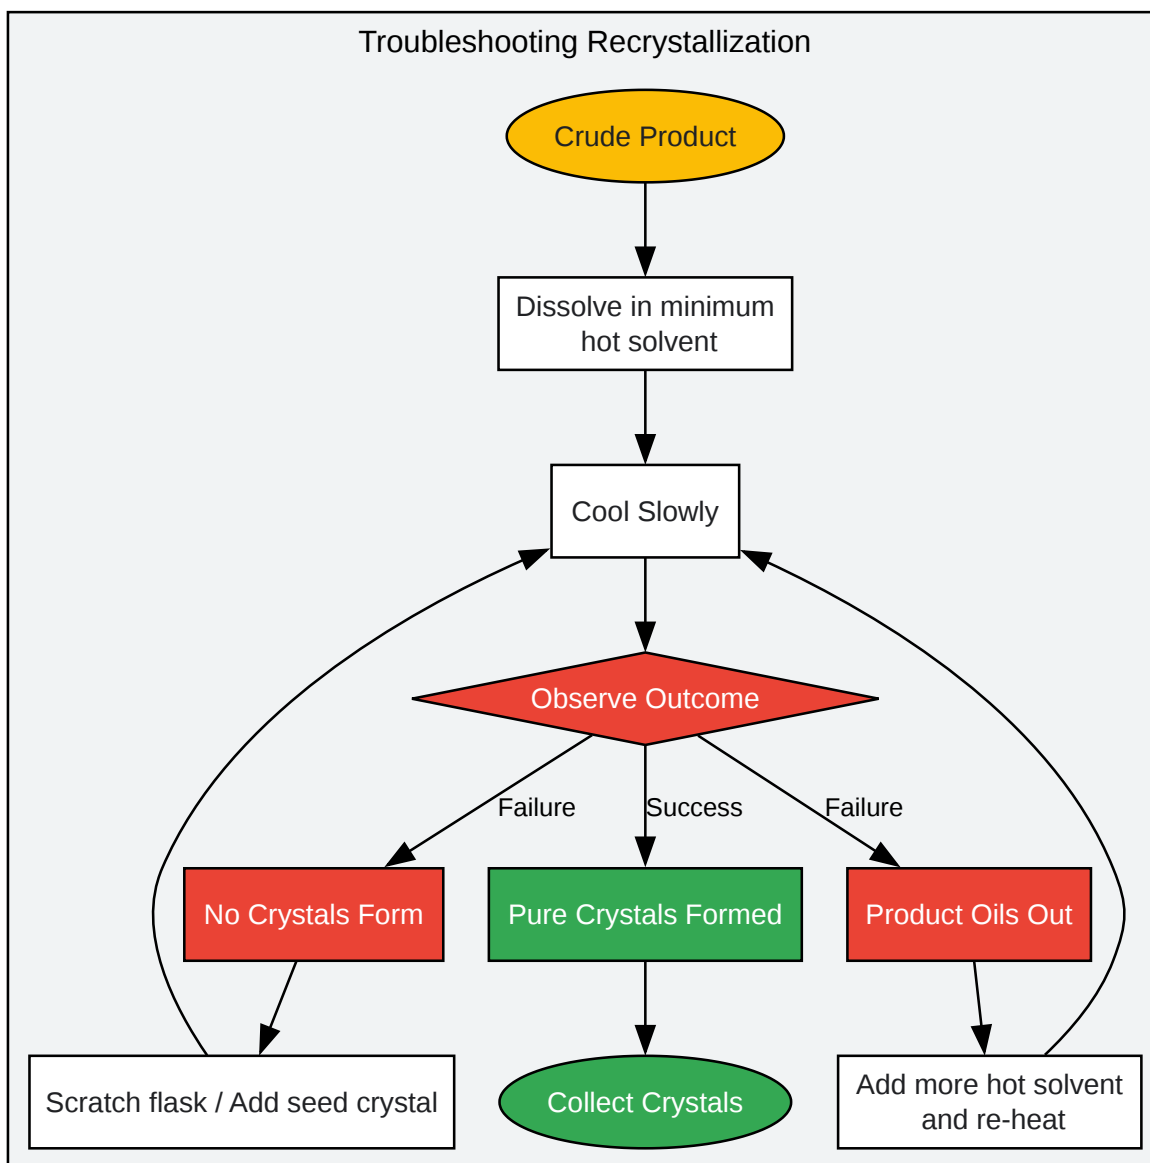 Troubleshooting Recrystallization
Crude Product
Dissolve in minimum
hot solvent
Cool Slowly
Observe Outcome
Failure
Success
Failure
No Crystals Form
Pure Crystals Formed
Product Oils Out
Scratch flask / Add seed crystal
Collect Crystals
Add more hot solvent
and re-heat